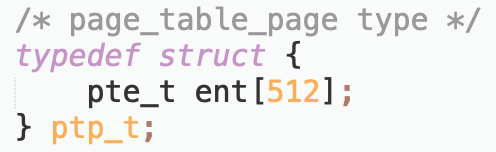 /* page_table_page type */
typedef struct {
    pte_t ent[512];
} ptp_t;